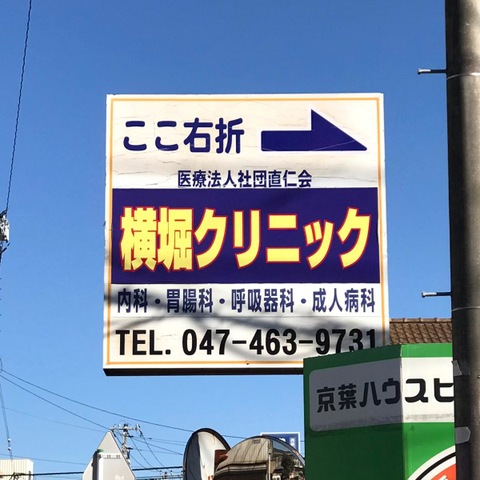 ここ右折
医療法人社団直仁会
横堀クリニック
内科・胃腸科・呼吸器科・成人病科
TEL. 047-463-9731
京葉ハウスビ